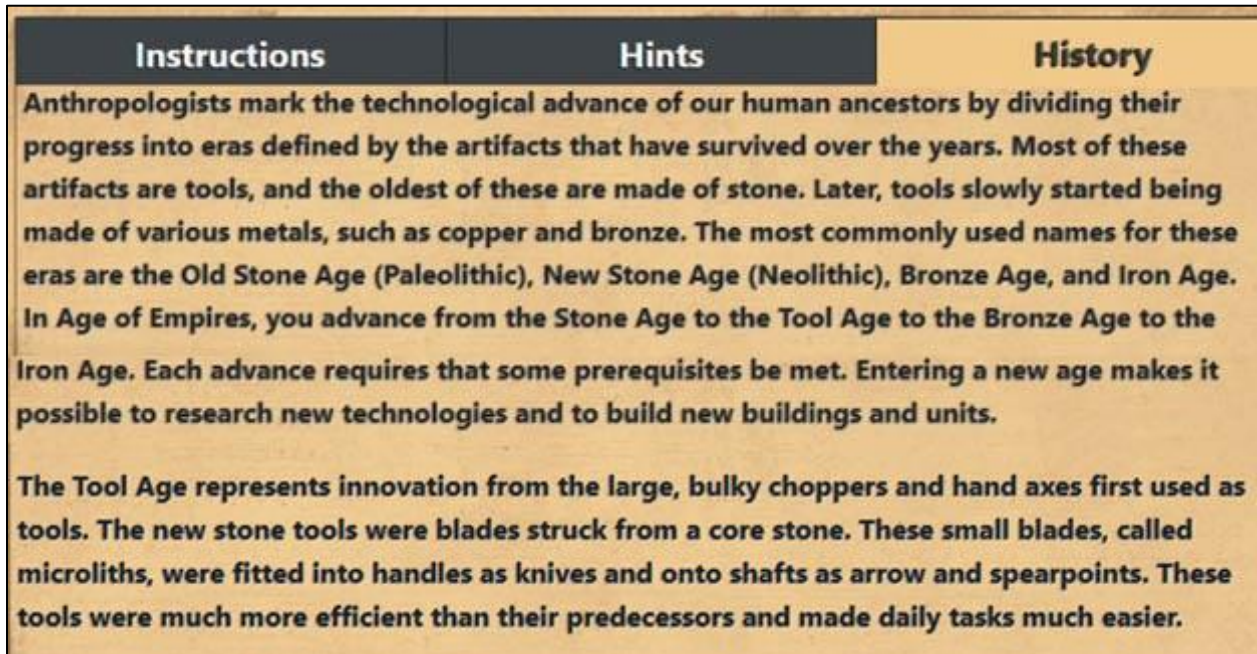 Instructions Hints History
Anthropologists mark the technological advance of our human ancestors by dividing their
progress into eras defined by the artifacts that have survived over the years. Most of these
artifacts are tools, and the oldest of these are made of stone. Later, tools slowly started being
made of various metals, such as copper and bronze. The most commonly used names for these
eras are the Old Stone Age (Paleolithic), New Stone Age (Neolithic), Bronze Age, and Iron Age.
In Age of Empires, you advance from the Stone Age to the Tool Age to the Bronze Age to the
Iron Age. Each advance requires that some prerequisites be met. Entering a new age makes it
possible to research new technologies and to build new buildings and units.
The Tool Age represents innovation from the large, bulky choppers and hand axes first used as
tools. The new stone tools were blades struck from a core stone. These small blades, called
microliths, were fitted into handles as knives and onto shafts as arrow and spearpoints. These
tools were much more efficient than their predecessors and made daily tasks much easier.